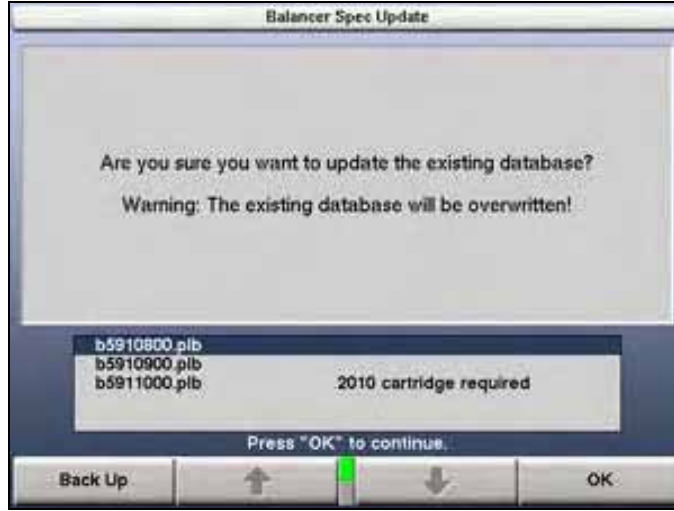 Balancer Spec Update
Are you sure you want to update the existing database?
Warning: The existing database will be overwritten!
b5910800.plb
b5910900.plb
b5911000.plb 2010 cartridge required
Press "OK" to continue.
Back Up OK